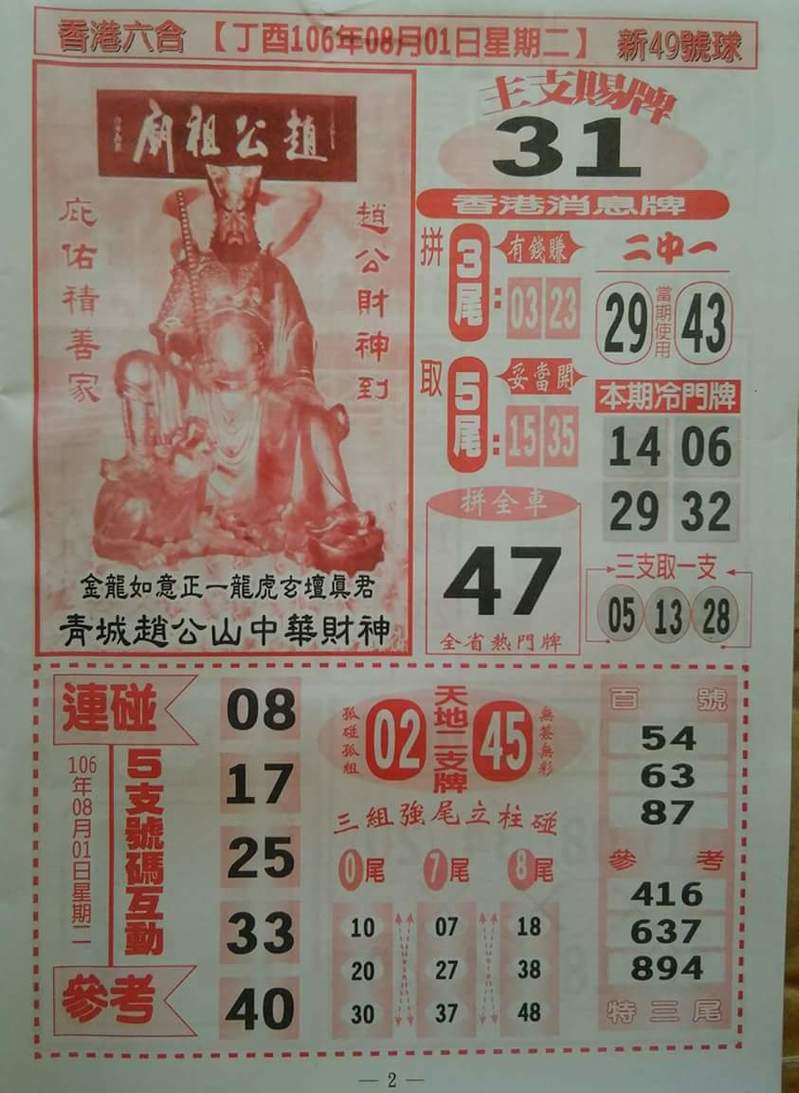 香港六合 【丁酉106年08月01日星期二】 新49號球
趙公祖廟
趙公財神到
庇佑積善家
金龍如意正一龍虎玄壇眞君
青城趙公山中華財神
主支賜牌
31
香港消息牌
拼 3尾：
有錢賺
03 23
取 5尾：
妥當開
15 35
二中一
29 當期使用 43
本期冷門牌
14 06
29 32
拼全車
47
全省熱門牌
三支取一支
05 13 28
連碰
106年08月01日星期二
5支號碼互動
參考
08
17
25
33
40
孤碰孤組
02 天地二支牌 45
無簽無彩
三組強尾立柱碰
0尾 7尾 8尾
10 07 18
20 27 38
30 37 48
百號
54
63
87
參考
416
637
894
特三尾
— 2 —